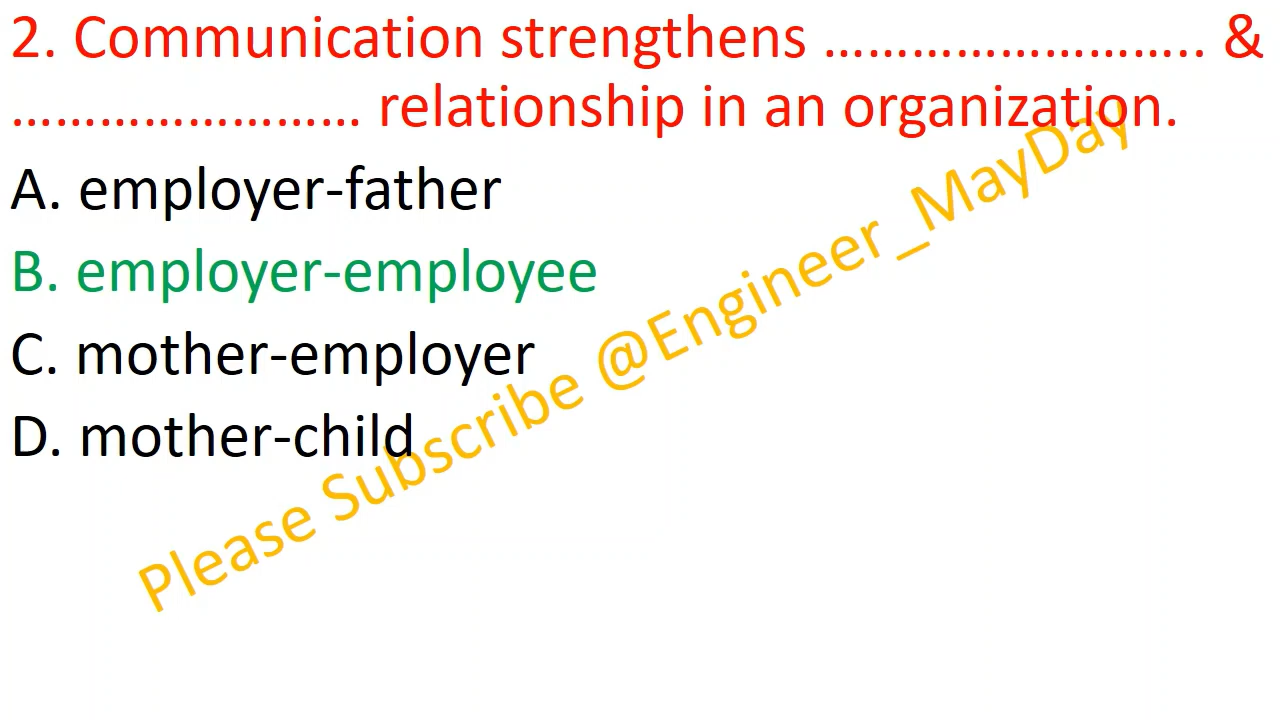 2. Communication strengthens …………………….. &
…………………… relationship in an organization.
A. employer-father
B. employer-employee
C. mother-employer
D. mother-child
Please Subscribe @Engineer_MayDay